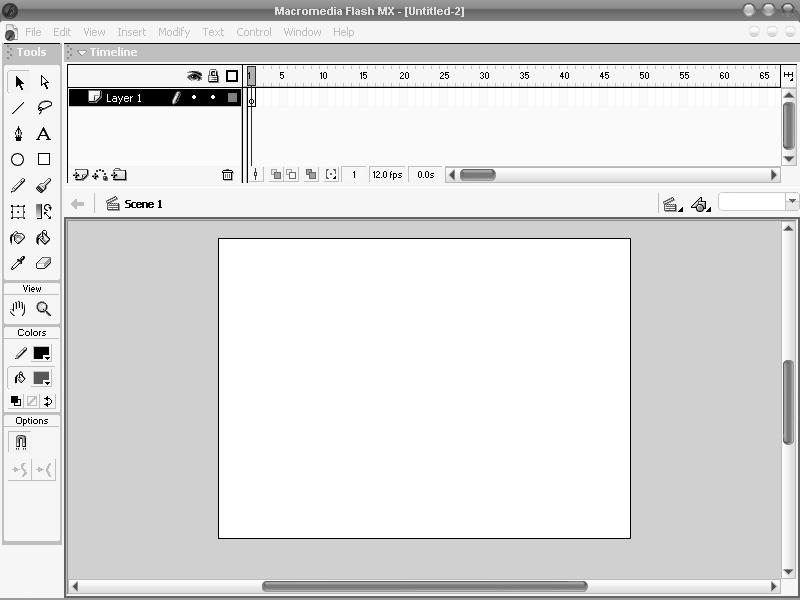 Macromedia Flash MX - [Untitled-2]
File Edit View Insert Modify Text Control Window Help
Tools
Timeline
1 5 10 15 20 25 30 35 40 45 50 55 60 65
Layer 1
1 12.0 fps 0.0s
Scene 1
View
Colors
Options